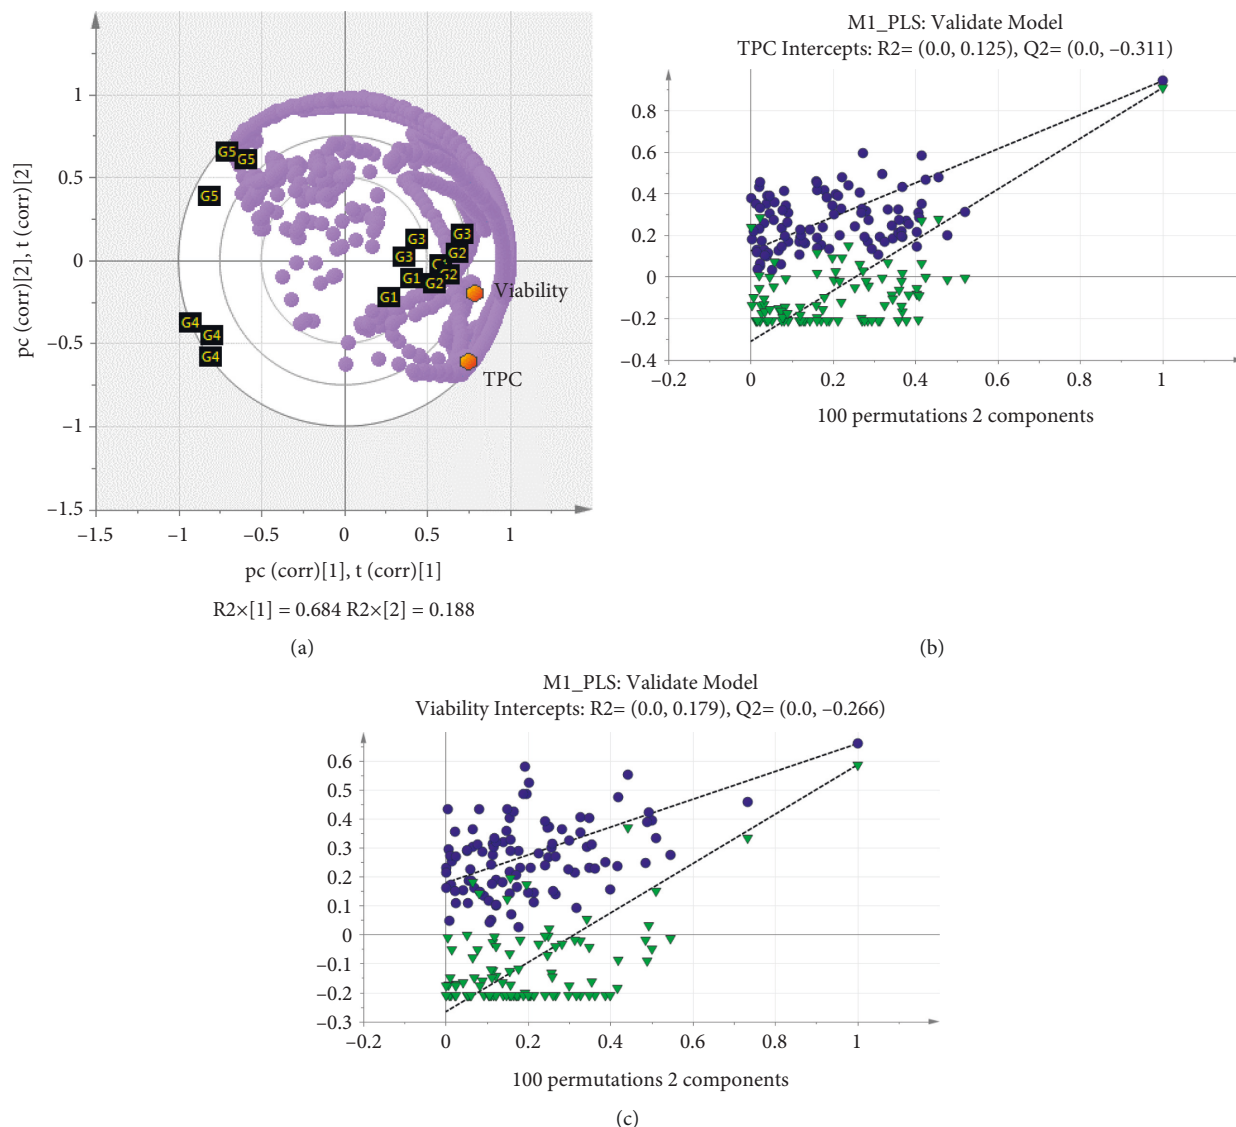 1
0.5
0
−0.5
−1
−1.5
pc (corr)[2], t (corr)[2]
G5
G5
G5
G3
G3
G3
G2
G1
G2
G2
G1
G4
G4
G4
Viability
TPC
−1.5 −1 −0.5 0 0.5 1
pc (corr)[1], t (corr)[1]
R2×[1] = 0.684 R2×[2] = 0.188
(a)
M1_PLS: Validate Model
TPC Intercepts: R2= (0.0, 0.125), Q2= (0.0, −0.311)
0.8
0.6
0.4
0.2
0
−0.2
−0.4
−0.2 0 0.2 0.4 0.6 0.8 1
100 permutations 2 components
(b)
M1_PLS: Validate Model
Viability Intercepts: R2= (0.0, 0.179), Q2= (0.0, −0.266)
0.6
0.5
0.4
0.3
0.2
0.1
0
−0.1
−0.2
−0.3
−0.2 0 0.2 0.4 0.6 0.8 1
100 permutations 2 components
(c)